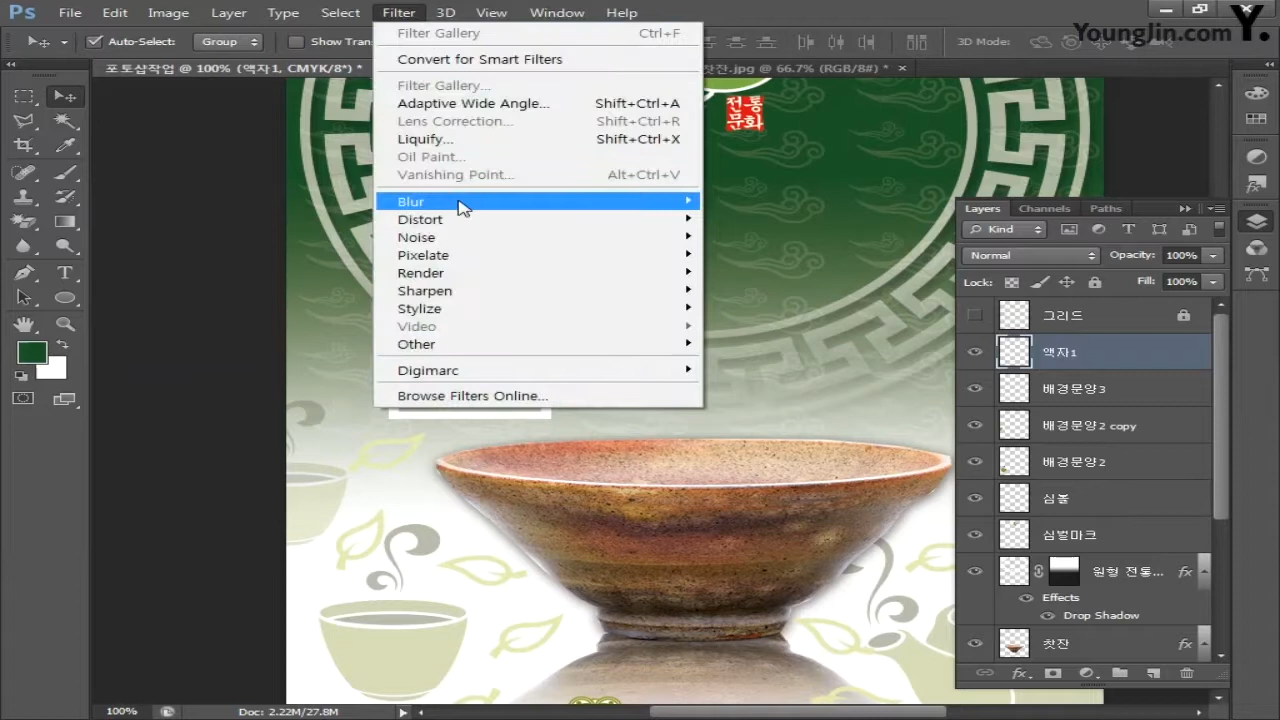 Ps File Edit Image Layer Type Select Filter 3D View Window Help
YoungJin.com Y.
Auto-Select: Group Show Tran 3D Mode:
포토샵작업 @ 100% (액자1, CMYK/8*) * 찻잔.jpg @ 66.7% (RGB/8#) * ×
Filter Gallery Ctrl+F
Convert for Smart Filters
Filter Gallery...
Adaptive Wide Angle... Shift+Ctrl+A
Lens Correction... Shift+Ctrl+R
Liquify... Shift+Ctrl+X
Oil Paint...
Vanishing Point... Alt+Ctrl+V
Blur
Distort
Noise
Pixelate
Render
Sharpen
Stylize
Video
Other
Digimarc
Browse Filters Online...
전통
문화
Layers Channels Paths
Kind
Normal Opacity: 100%
Lock: Fill: 100%
그리드
액자1
배경문양3
배경문양2 copy
배경문양2
심볼
심벌마크
원형 전통... fx
Effects
Drop Shadow
찻잔 fx
100% Doc: 2.22M/27.8M